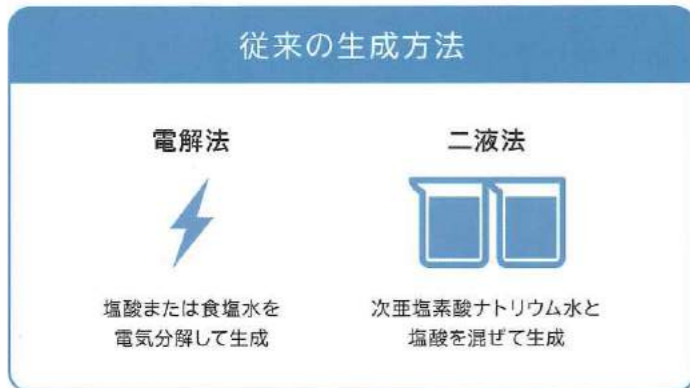 従来の生成方法
電解法
塩酸または食塩水を
電気分解して生成
二液法
次亜塩素酸ナトリウム水と
塩酸を混ぜて生成